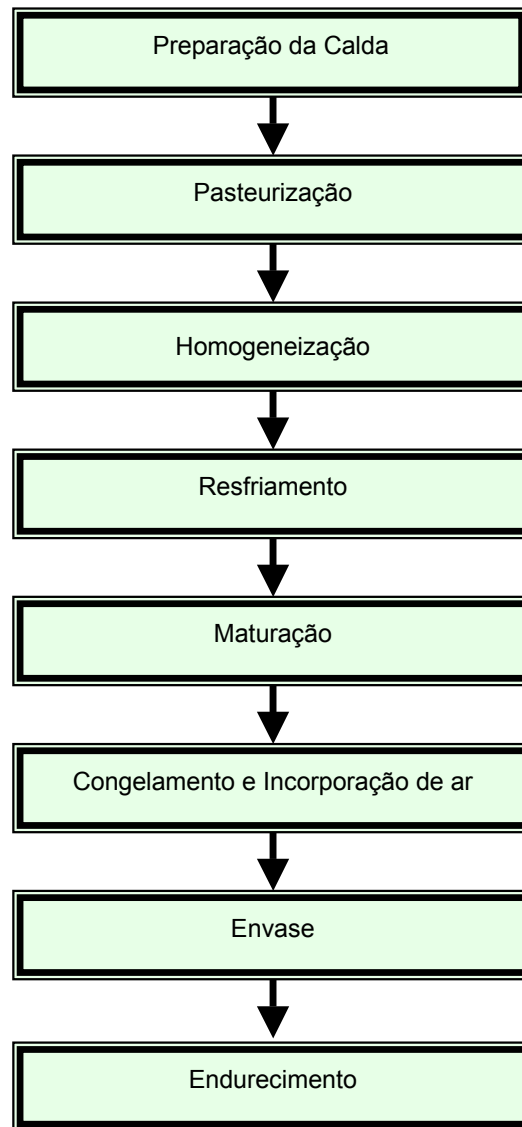 Preparação da Calda
Pasteurização
Homogeneização
Resfriamento
Maturação
Congelamento e Incorporação de ar
Envase
Endurecimento